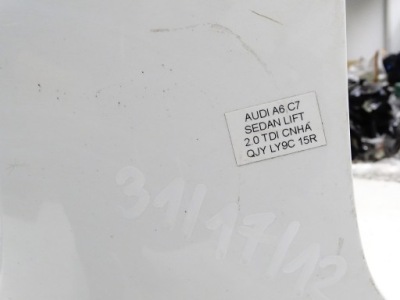 AUDI A6 C7
SEDAN LIFT
2.0 TDI CNHA
QJY LY9C 15R
31/17/12